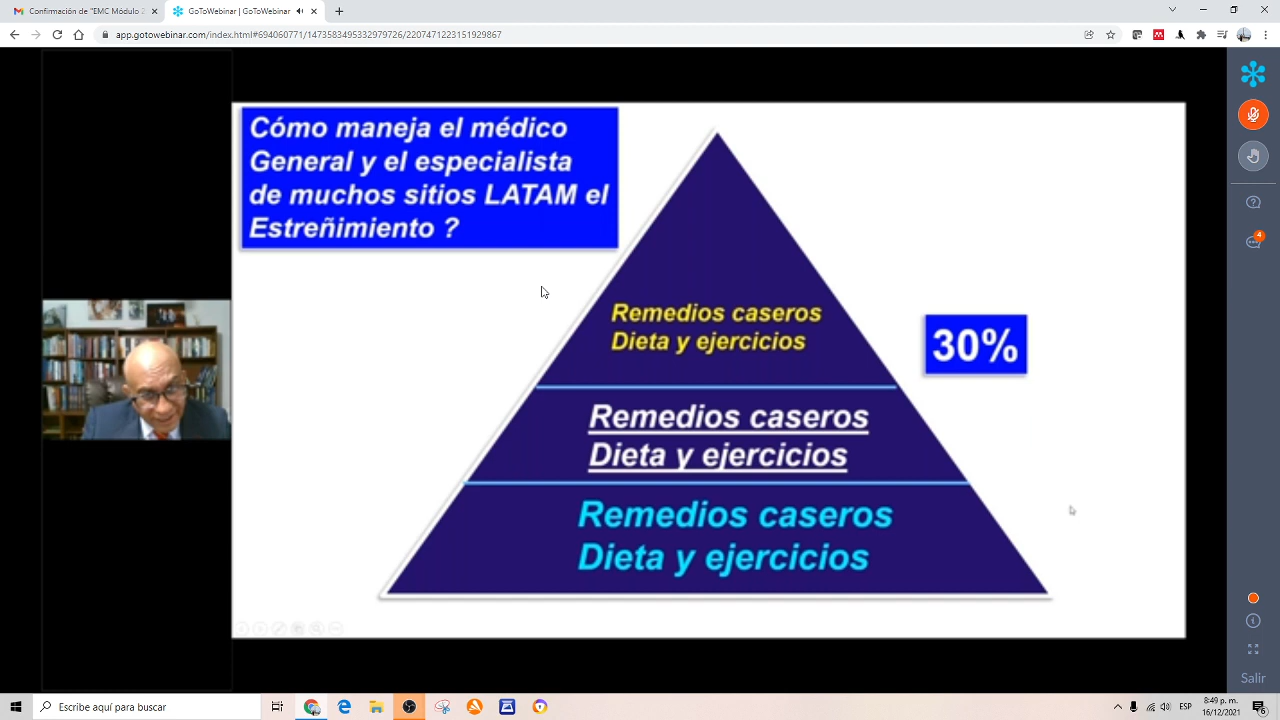 Confirmación de "EMC Módulo 2
GoToWebinar | GoToWebinar
app.gotowebinar.com/index.html#694060771/1473583495332979726/2207471223151929867
Cómo maneja el médico
General y el especialista
de muchos sitios LATAM el
Estreñimiento ?
Remedios caseros
Dieta y ejercicios
30%
Remedios caseros
Dieta y ejercicios
Remedios caseros
Dieta y ejercicios
4
Salir
Escribe aquí para buscar
ESP
8:49 p. m.
16/12/2021